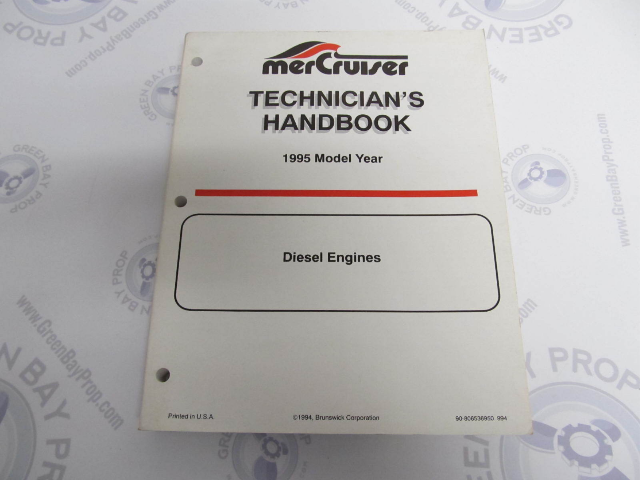 merCruiser
TECHNICIAN'S
HANDBOOK
1995 Model Year
Diesel Engines
Printed in U.S.A.
©1994, Brunswick Corporation
GREEN BAY PROP
www.GreenBayProp.com